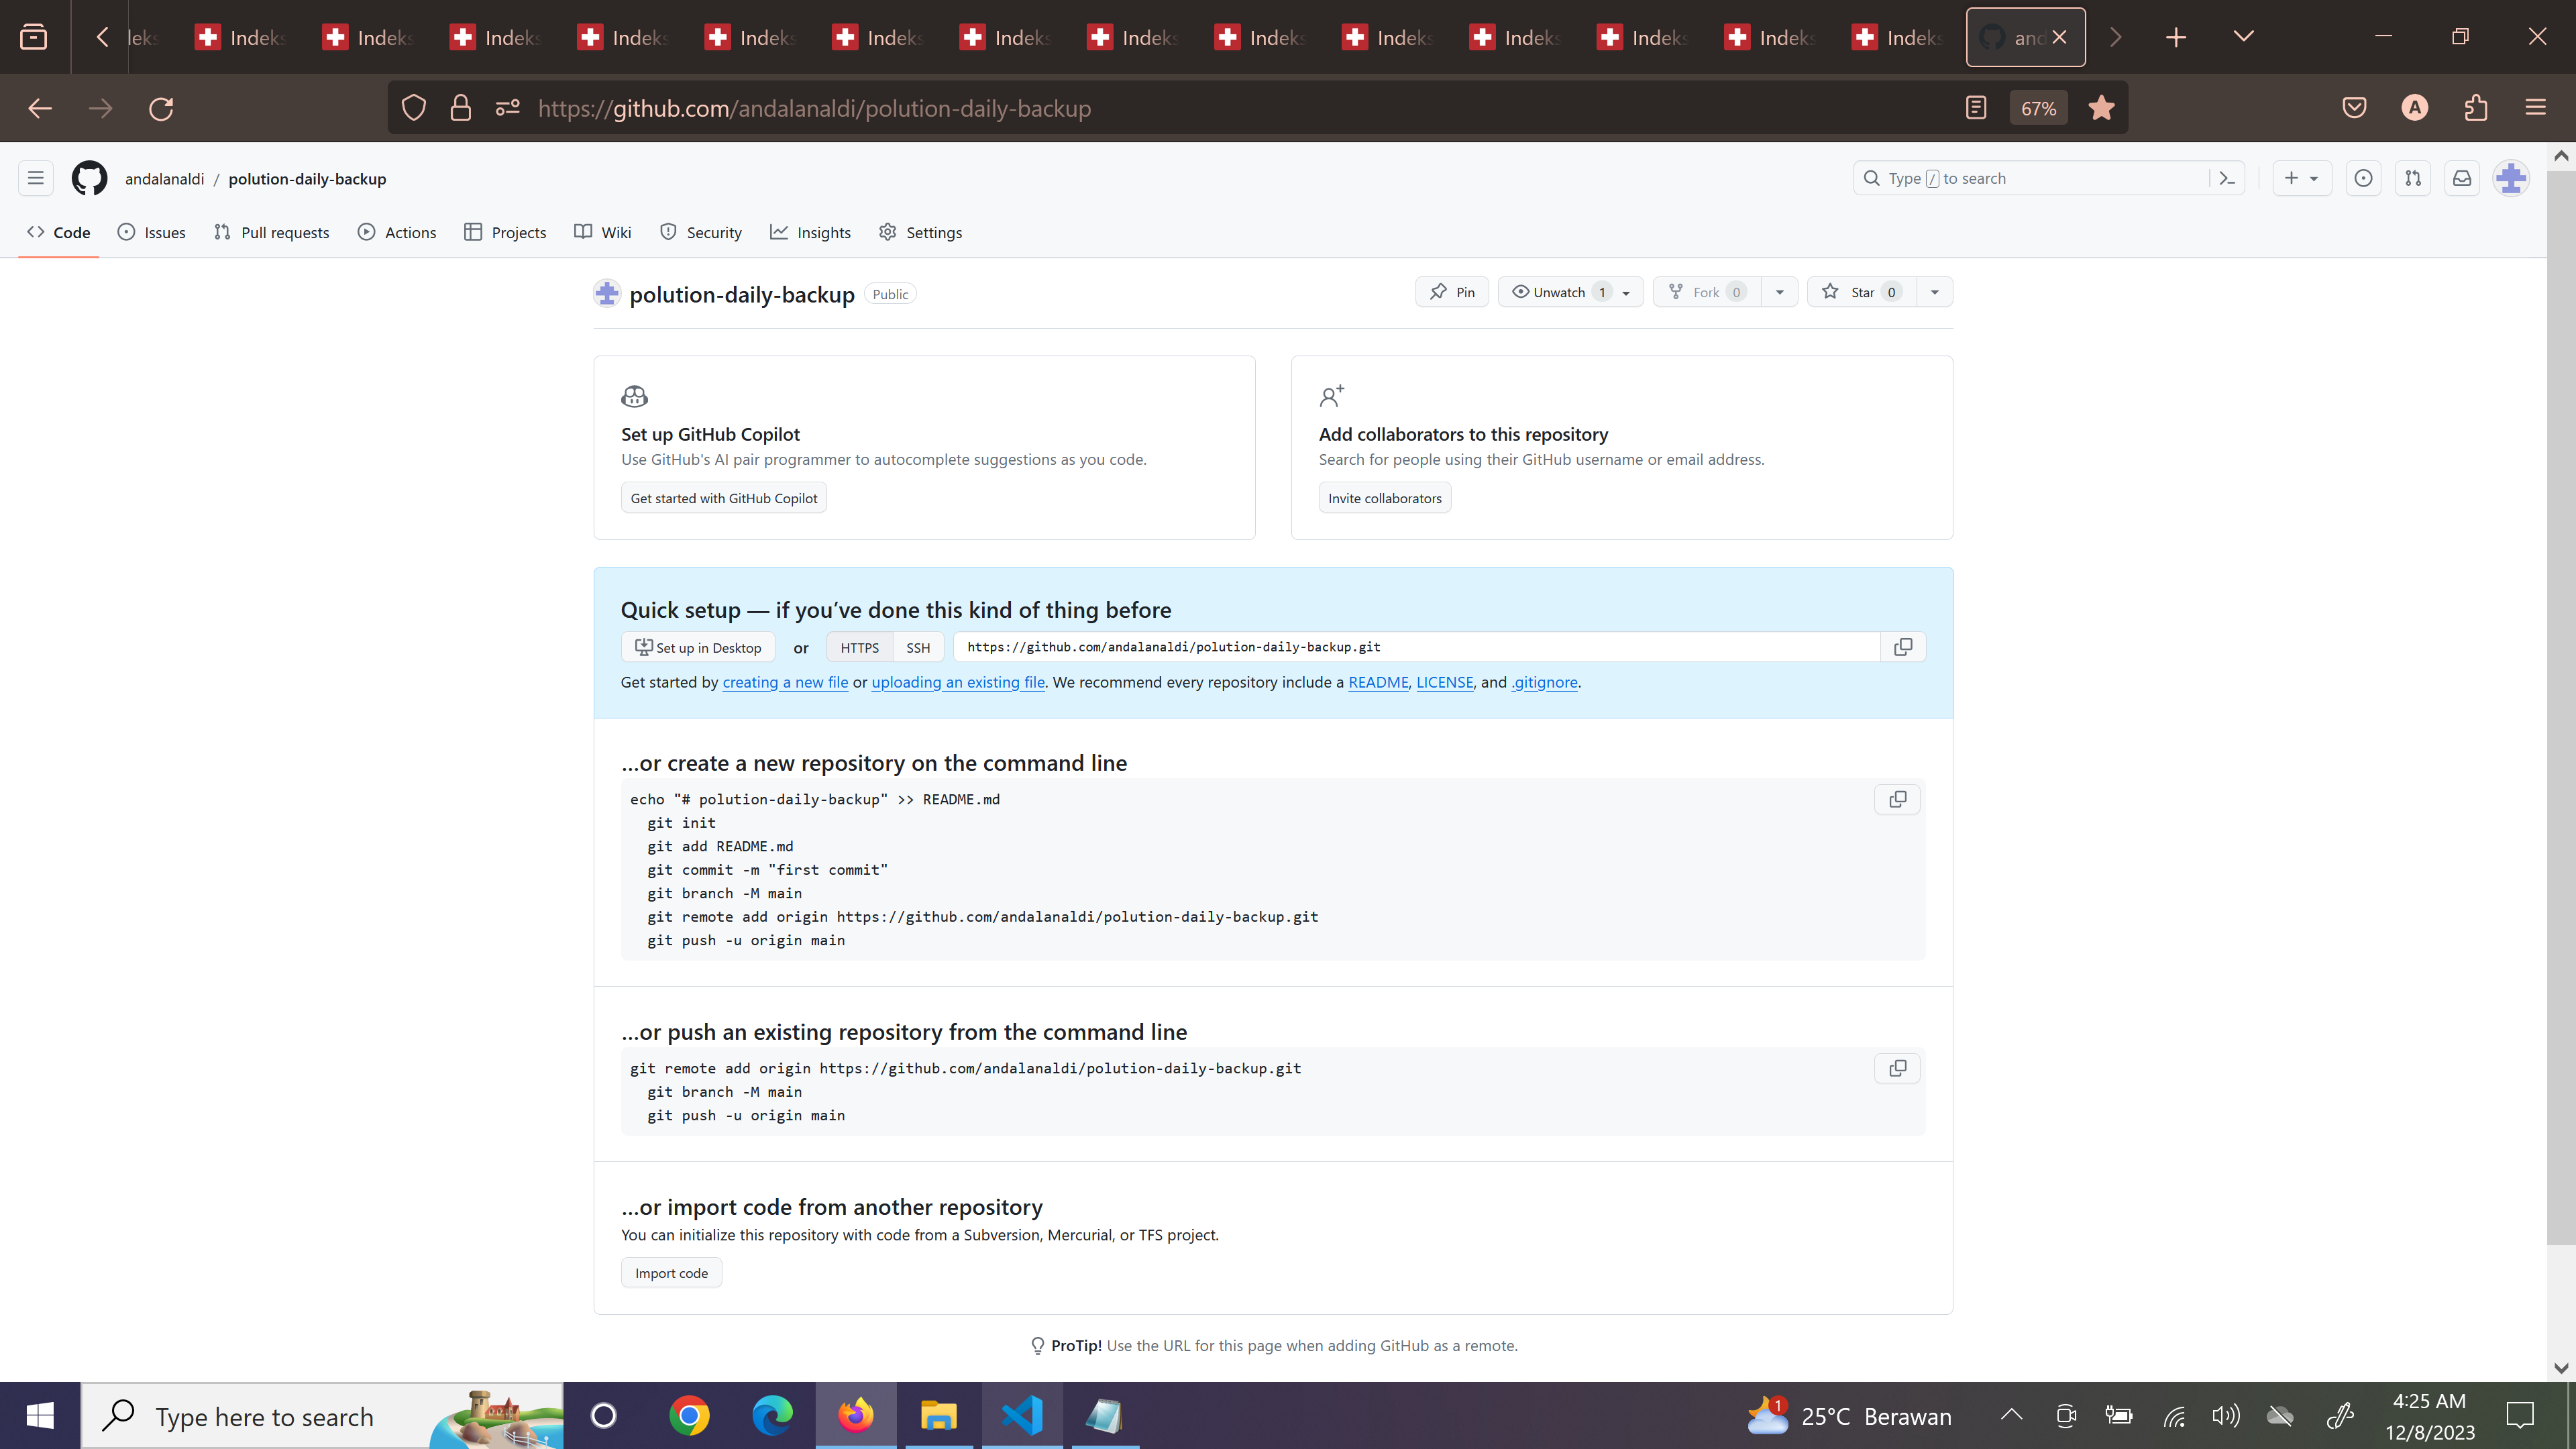 leks
Indeks
Indeks
Indeks
Indeks
Indeks
Indeks
Indeks
Indeks
Indeks
Indeks
Indeks
Indeks
Indeks
Indeks
and
https://github.com/andalanaldi/polution-daily-backup
67%
A
andalanaldi / polution-daily-backup
Type / to search
Code Issues Pull requests Actions Projects Wiki Security Insights Settings
polution-daily-backup Public
Pin Unwatch 1 Fork 0 Star 0
Set up GitHub Copilot
Use GitHub's AI pair programmer to autocomplete suggestions as you code.
Get started with GitHub Copilot
Add collaborators to this repository
Search for people using their GitHub username or email address.
Invite collaborators
Quick setup — if you’ve done this kind of thing before
Set up in Desktop or HTTPS SSH https://github.com/andalanaldi/polution-daily-backup.git
Get started by creating a new file or uploading an existing file. We recommend every repository include a README, LICENSE, and .gitignore.
…or create a new repository on the command line
echo "# polution-daily-backup" >> README.md
git init
git add README.md
git commit -m "first commit"
git branch -M main
git remote add origin https://github.com/andalanaldi/polution-daily-backup.git
git push -u origin main
…or push an existing repository from the command line
git remote add origin https://github.com/andalanaldi/polution-daily-backup.git
git branch -M main
git push -u origin main
…or import code from another repository
You can initialize this repository with code from a Subversion, Mercurial, or TFS project.
Import code
ProTip! Use the URL for this page when adding GitHub as a remote.
Type here to search
1
25°C Berawan
4:25 AM
12/8/2023